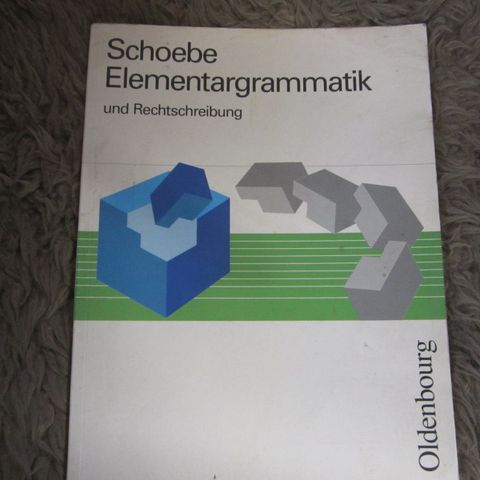 Schoebe
Elementargrammatik
und Rechtschreibung
Oldenbourg